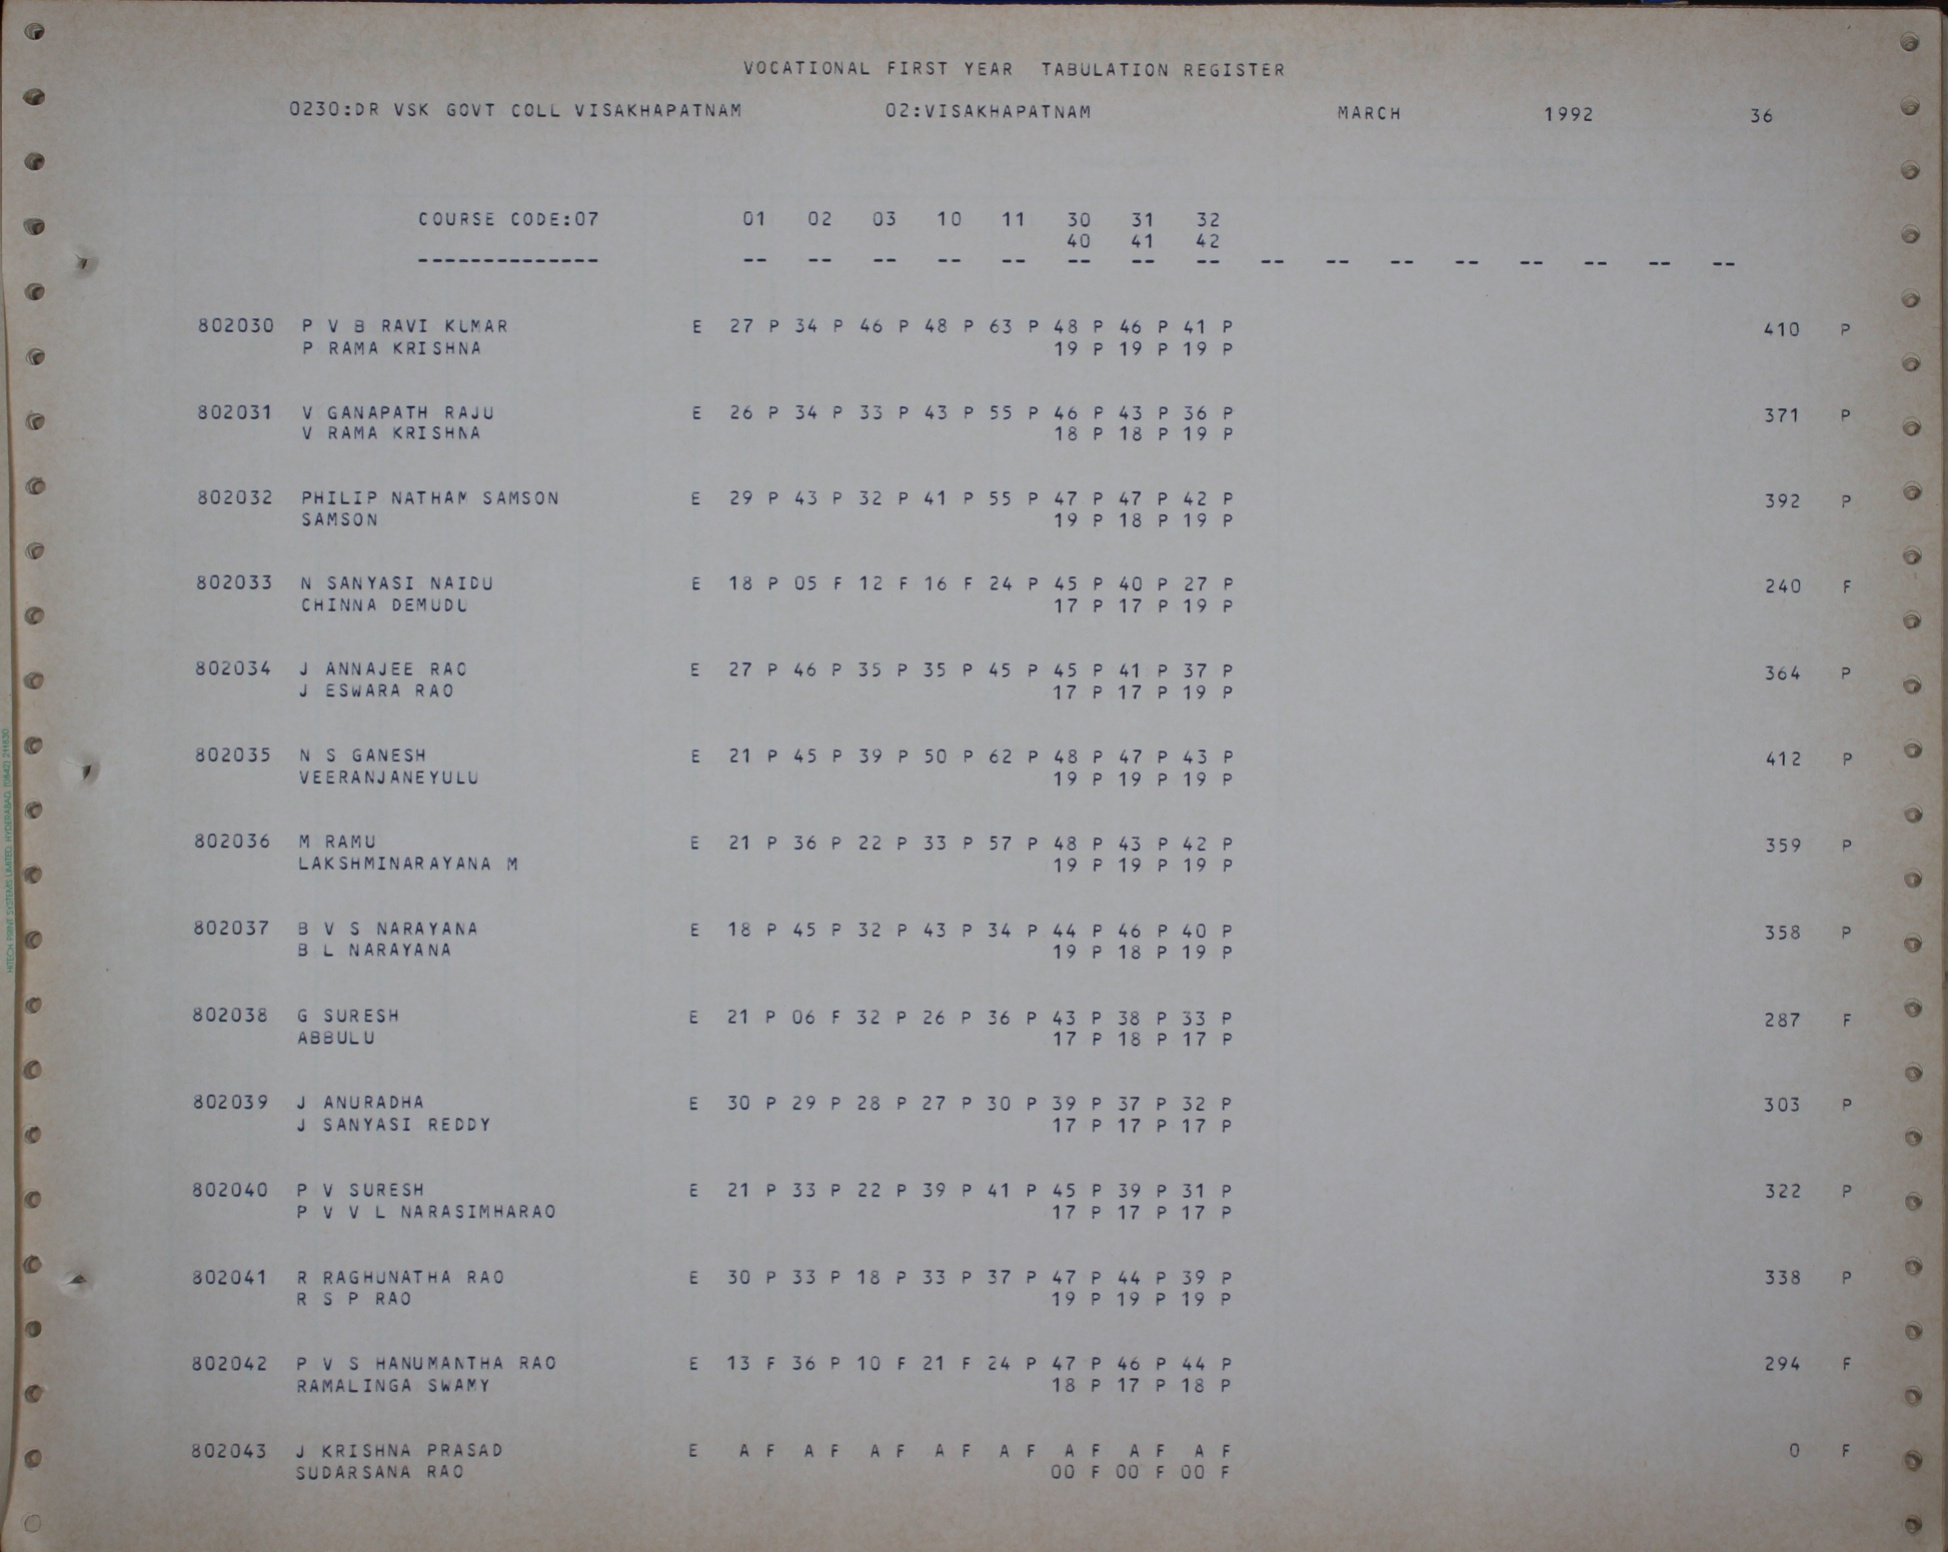 VOCATIONAL FIRST YEAR TABULATION REGISTER
0230:DR VSK GOVT COLL VISAKHAPATNAM 02:VISAKHAPATNAM MARCH 1992 36
COURSE CODE:07 01 02 03 10 11 30 31 32
40 41 42
-------------- -- -- -- -- -- -- -- -- -- -- -- -- -- -- -- --
802030 P V B RAVI KUMAR E 27 P 34 P 46 P 48 P 63 P 48 P 46 P 41 P 410 P
P RAMA KRISHNA 19 P 19 P 19 P
802031 V GANAPATH RAJU E 26 P 34 P 33 P 43 P 55 P 46 P 43 P 36 P 371 P
V RAMA KRISHNA 18 P 18 P 19 P
802032 PHILIP NATHAM SAMSON E 29 P 43 P 32 P 41 P 55 P 47 P 47 P 42 P 392 P
SAMSON 19 P 18 P 19 P
802033 N SANYASI NAIDU E 18 P 05 F 12 F 16 F 24 P 45 P 40 P 27 P 240 F
CHINNA DEMUDU 17 P 17 P 19 P
802034 J ANNAJEE RAO E 27 P 46 P 35 P 35 P 45 P 45 P 41 P 37 P 364 P
J ESWARA RAO 17 P 17 P 19 P
802035 N S GANESH E 21 P 45 P 39 P 50 P 62 P 48 P 47 P 43 P 412 P
VEERANJANEYULU 19 P 19 P 19 P
802036 M RAMU E 21 P 36 P 22 P 33 P 57 P 48 P 43 P 42 P 359 P
LAKSHMINARAYANA M 19 P 19 P 19 P
802037 B V S NARAYANA E 18 P 45 P 32 P 43 P 34 P 44 P 46 P 40 P 358 P
B L NARAYANA 19 P 18 P 19 P
802038 G SURESH E 21 P 06 F 32 P 26 P 36 P 43 P 38 P 33 P 287 F
ABBULU 17 P 18 P 17 P
802039 J ANURADHA E 30 P 29 P 28 P 27 P 30 P 39 P 37 P 32 P 303 P
J SANYASI REDDY 17 P 17 P 17 P
802040 P V SURESH E 21 P 33 P 22 P 39 P 41 P 45 P 39 P 31 P 322 P
P V V L NARASIMHARAO 17 P 17 P 17 P
802041 R RAGHUNATHA RAO E 30 P 33 P 18 P 33 P 37 P 47 P 44 P 39 P 338 P
R S P RAO 19 P 19 P 19 P
802042 P V S HANUMANTHA RAO E 13 F 36 P 10 F 21 F 24 P 47 P 46 P 44 P 294 F
RAMALINGA SWAMY 18 P 17 P 18 P
802043 J KRISHNA PRASAD E A F A F A F A F A F A F A F A F 0 F
SUDARSANA RAO 00 F 00 F 00 F
HITECH PRINT SYSTEMS LIMITED, HYDERABAD, (0842)